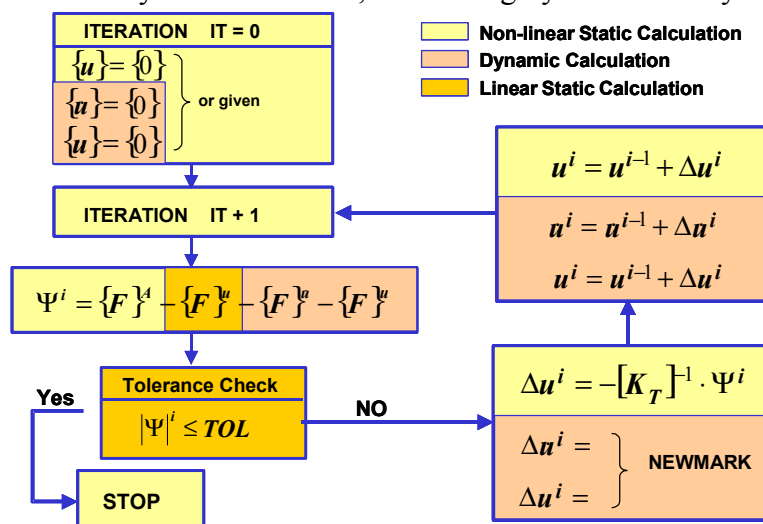 ITERATION IT = 0
{u} = {0}
{u̇} = {0}
{u} = {0}
or given
Non-linear Static Calculation
Dynamic Calculation
Linear Static Calculation
ITERATION IT + 1
Ψ^i = {F}^A − {F}^u − {F}^u̇ − {F}^u
Tolerance Check
|Ψ|^i ≤ TOL
Yes
NO
STOP
u^i = u^{i-1} + Δu^i
u̇^i = u̇^{i-1} + Δu̇^i
u^i = u^{i-1} + Δu^i
Δu^i = −[K_T]^{-1} · Ψ^i
Δu̇^i =
Δu^i =
NEWMARK